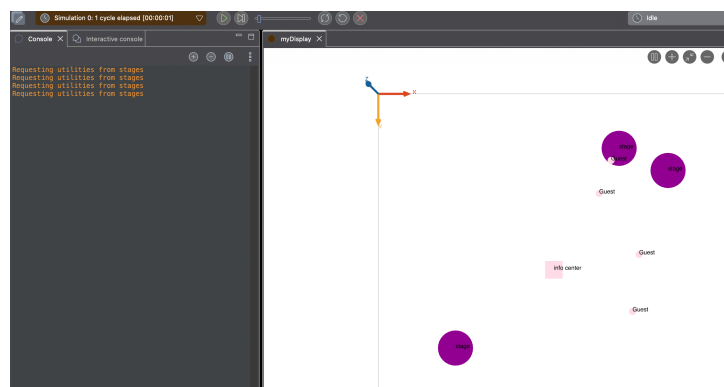 Simulation 0: 1 cycle elapsed [00:00:01]
Idle
Console
Interactive console
myDisplay
Requesting utilities from stages
Requesting utilities from stages
Requesting utilities from stages
Requesting utilities from stages
Z
X
stage
Guest
stage
Guest
Guest
info center
Guest
stage